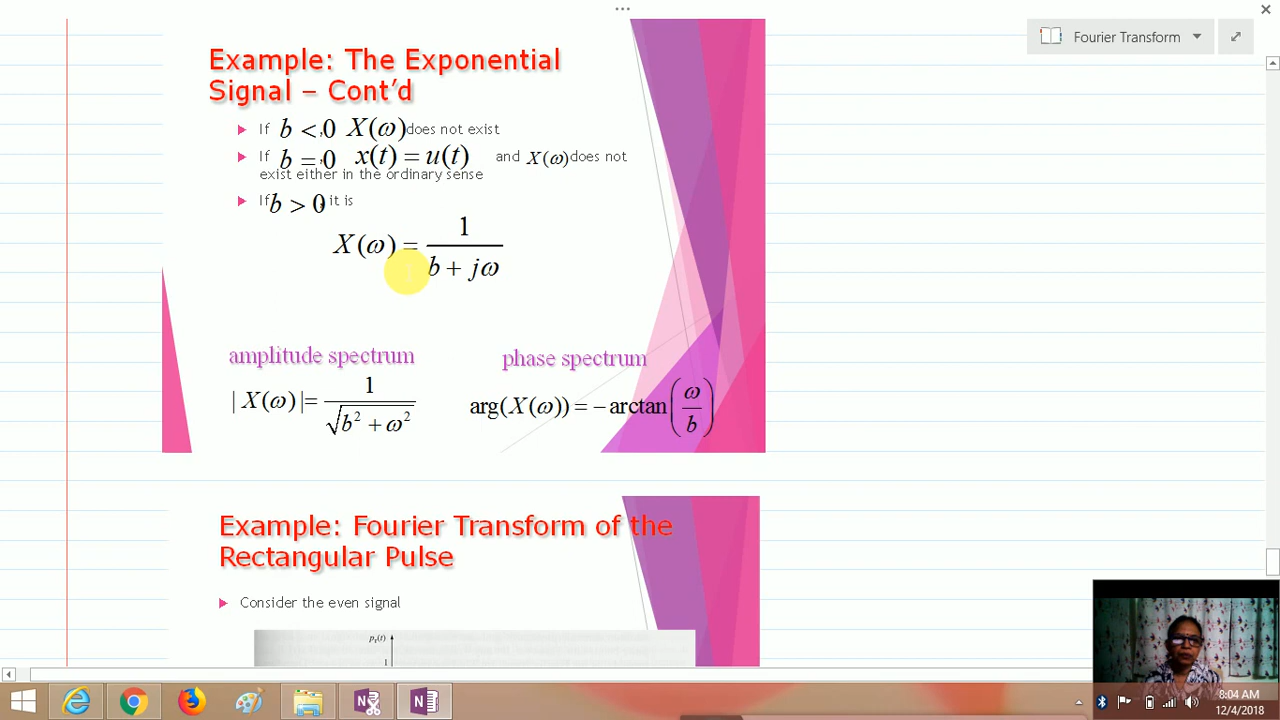 Fourier Transform
Example: The Exponential
Signal – Cont’d
If b < 0, X(ω) does not exist
If b = 0, x(t) = u(t) and X(ω) does not
exist either in the ordinary sense
If b > 0, it is
X(ω) = 1 / (b + jω)
amplitude spectrum
phase spectrum
| X(ω) |= 1 / √(b² + ω²)
arg(X(ω)) = −arctan(ω/b)
Example: Fourier Transform of the
Rectangular Pulse
Consider the even signal
pτ(t)
1
8:04 AM
12/4/2018